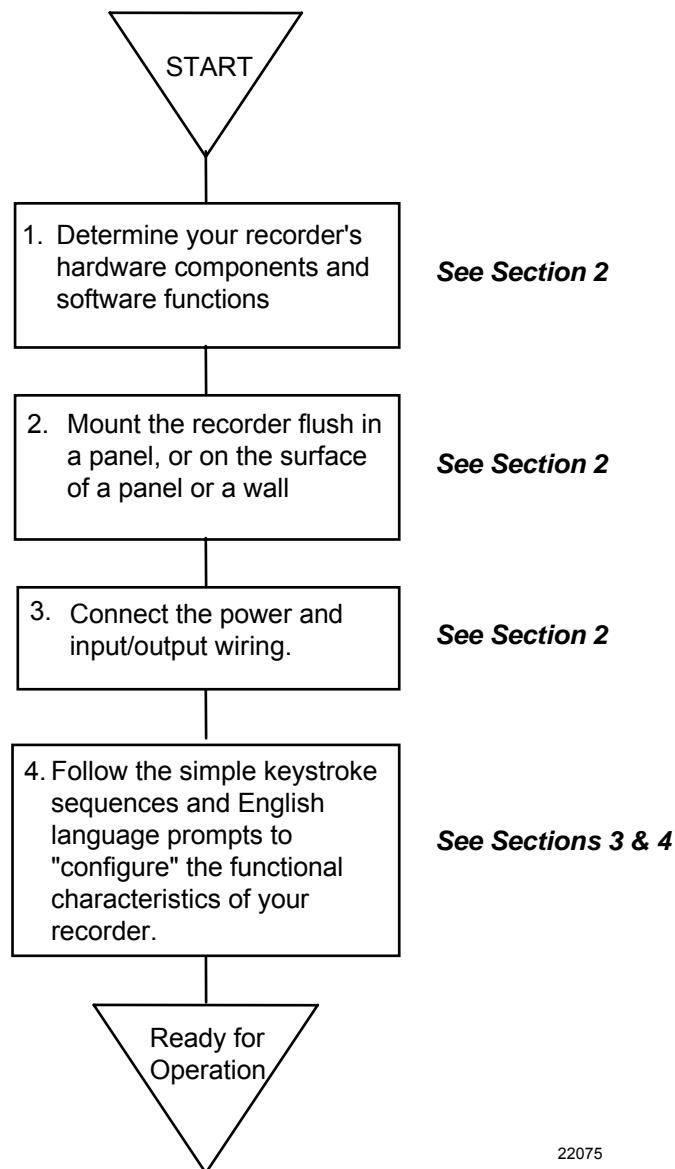 START
1. Determine your recorder's
hardware components and
software functions
See Section 2
2. Mount the recorder flush in
a panel, or on the surface
of a panel or a wall
See Section 2
3. Connect the power and
input/output wiring.
See Section 2
4. Follow the simple keystroke
sequences and English
language prompts to
"configure" the functional
characteristics of your
recorder.
See Sections 3 & 4
Ready for
Operation
22075